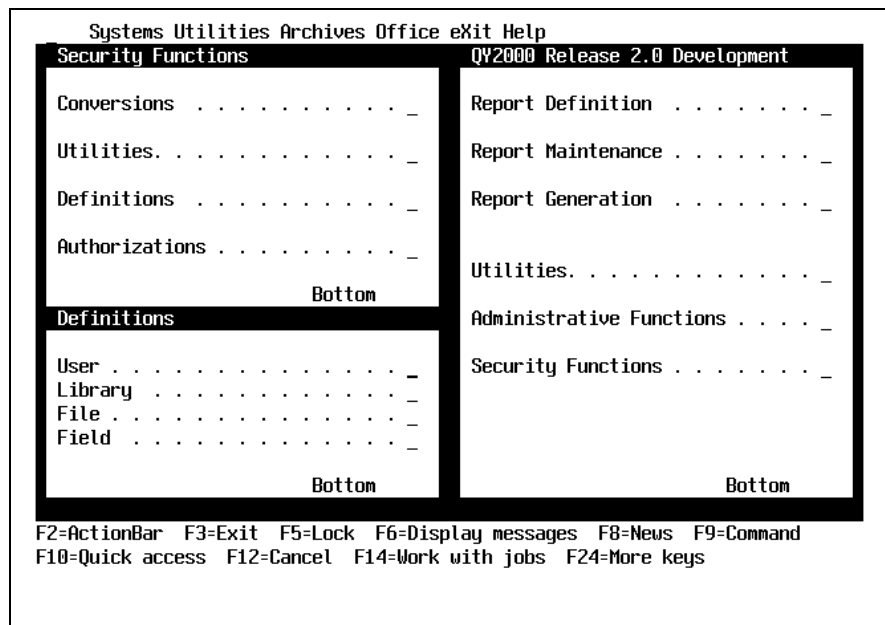 Systems Utilities Archives Office eXit Help
Security Functions
Conversions . . . . . . . . . . _
Utilities. . . . . . . . . . . . _
Definitions . . . . . . . . . . _
Authorizations . . . . . . . . . _
Bottom
Definitions
User . . . . . . . . . . . . . . _
Library . . . . . . . . . . . . _
File . . . . . . . . . . . . . . _
Field . . . . . . . . . . . . . _
Bottom
QY2000 Release 2.0 Development
Report Definition . . . . . . . _
Report Maintenance . . . . . . . _
Report Generation . . . . . . . _
Utilities. . . . . . . . . . . . _
Administrative Functions . . . . _
Security Functions . . . . . . . _
Bottom
F2=ActionBar F3=Exit F5=Lock F6=Display messages F8=News F9=Command
F10=Quick access F12=Cancel F14=Work with jobs F24=More keys